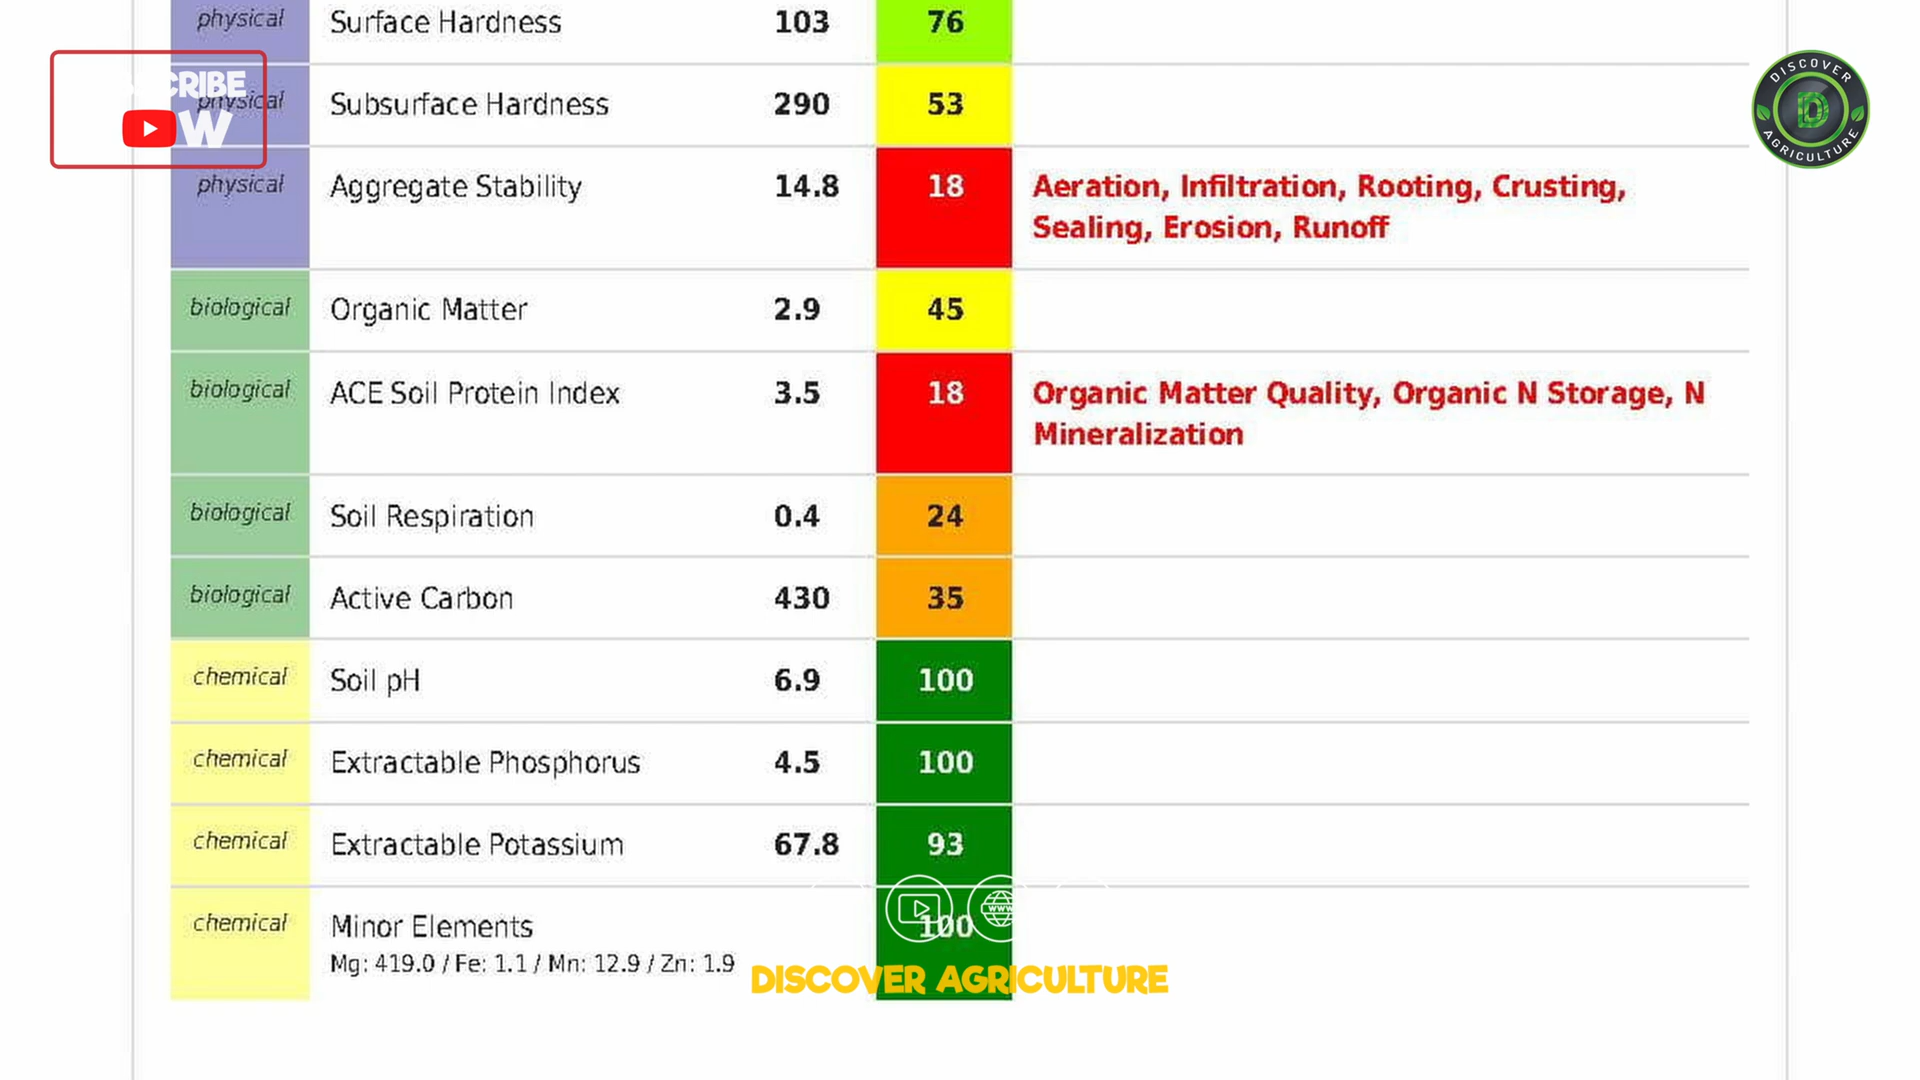 physical Surface Hardness 103 76
SCRIBE
physical Subsurface Hardness 290 53
W
DISCOVER
D
AGRICULTURE
physical Aggregate Stability 14.8 18 Aeration, Infiltration, Rooting, Crusting,
Sealing, Erosion, Runoff
biological Organic Matter 2.9 45
biological ACE Soil Protein Index 3.5 18 Organic Matter Quality, Organic N Storage, N
Mineralization
biological Soil Respiration 0.4 24
biological Active Carbon 430 35
chemical Soil pH 6.9 100
chemical Extractable Phosphorus 4.5 100
chemical Extractable Potassium 67.8 93
chemical Minor Elements 100
WWW
Mg: 419.0 / Fe: 1.1 / Mn: 12.9 / Zn: 1.9
DISCOVER AGRICULTURE